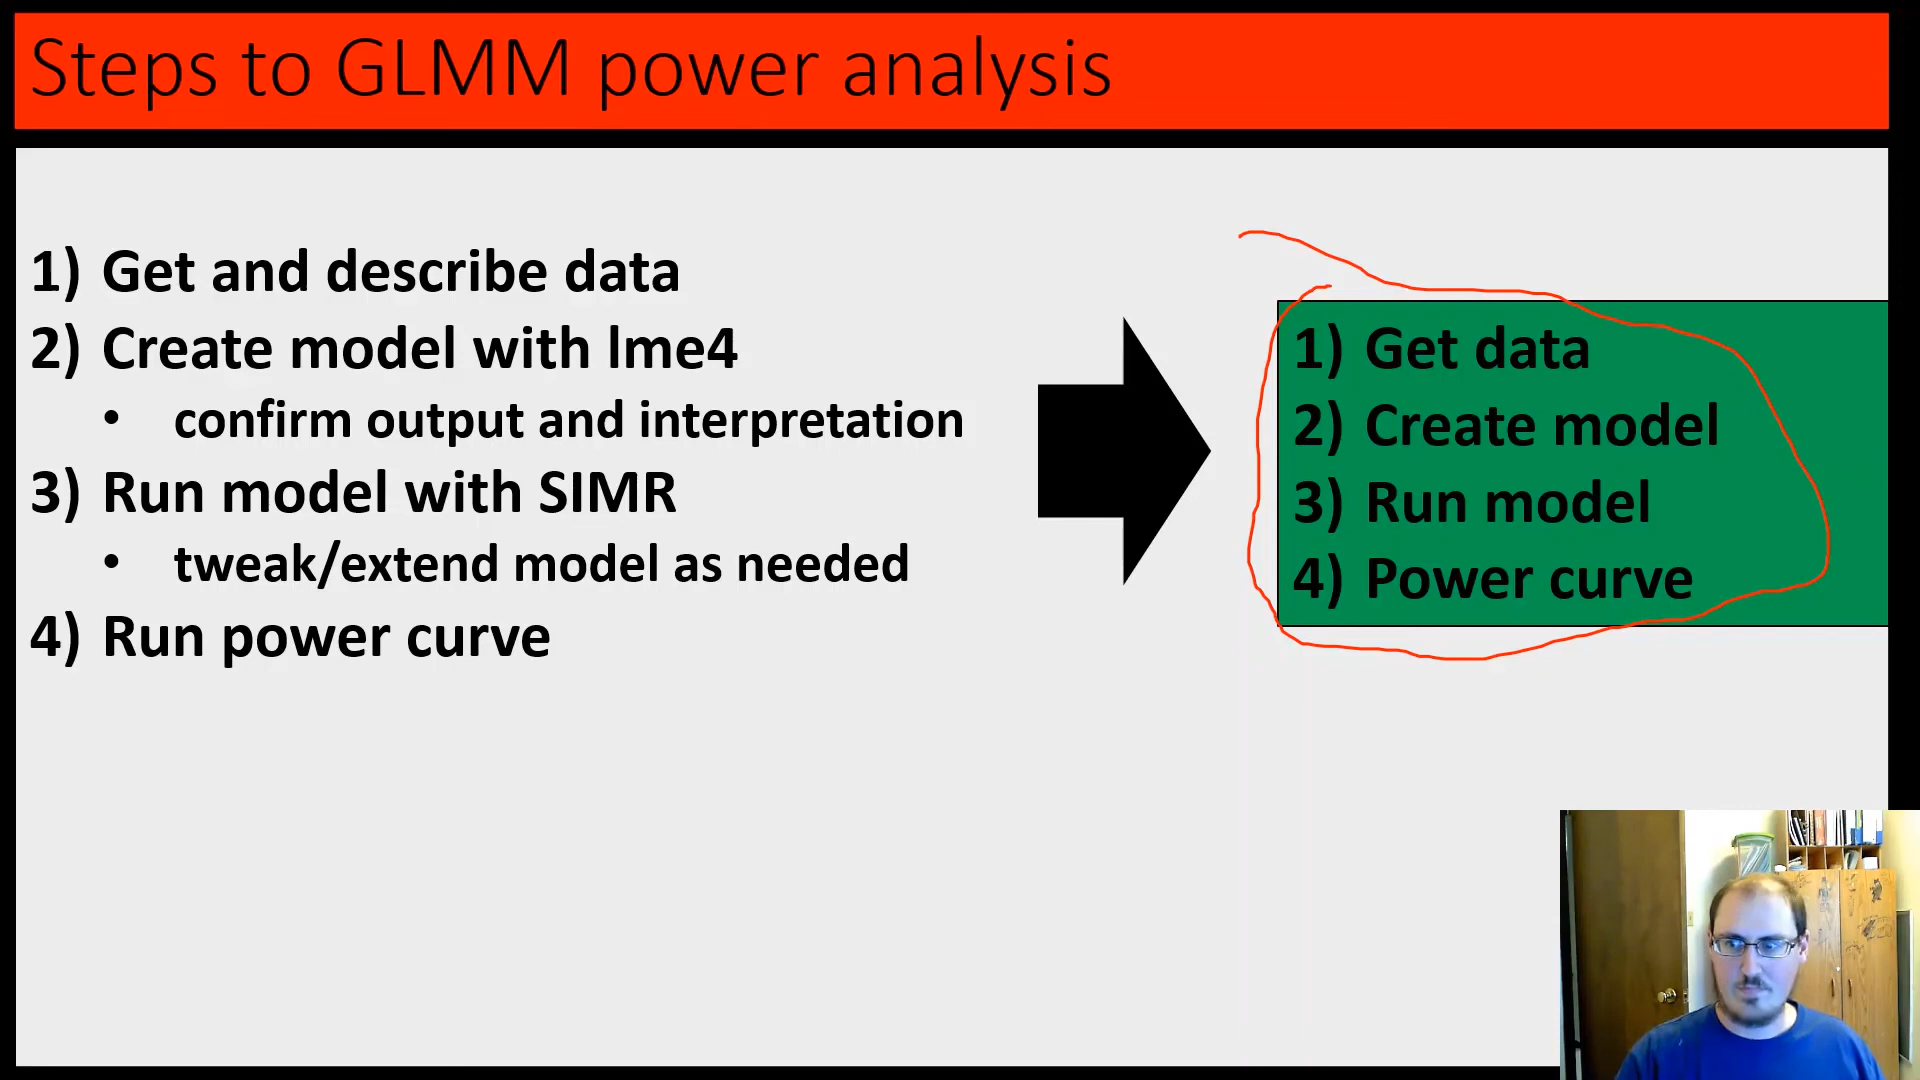 Steps to GLMM power analysis
1) Get and describe data
2) Create model with lme4
• confirm output and interpretation
3) Run model with SIMR
• tweak/extend model as needed
4) Run power curve
1) Get data
2) Create model
3) Run model
4) Power curve